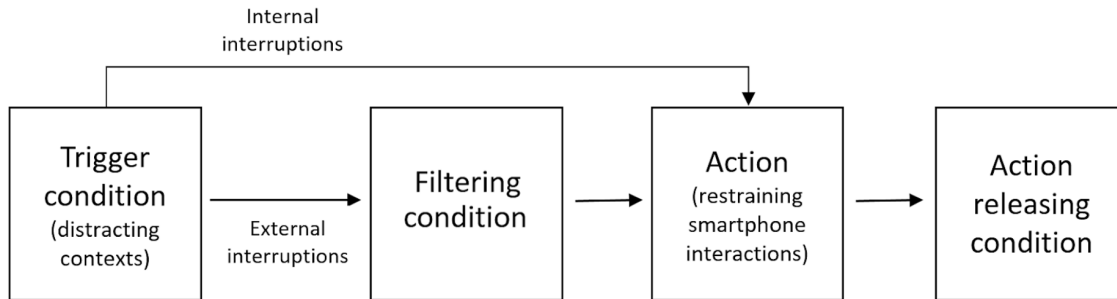 Internal
interruptions
Trigger
condition
(distracting
contexts)
External
interruptions
Filtering
condition
Action
(restraining
smartphone
interactions)
Action
releasing
condition